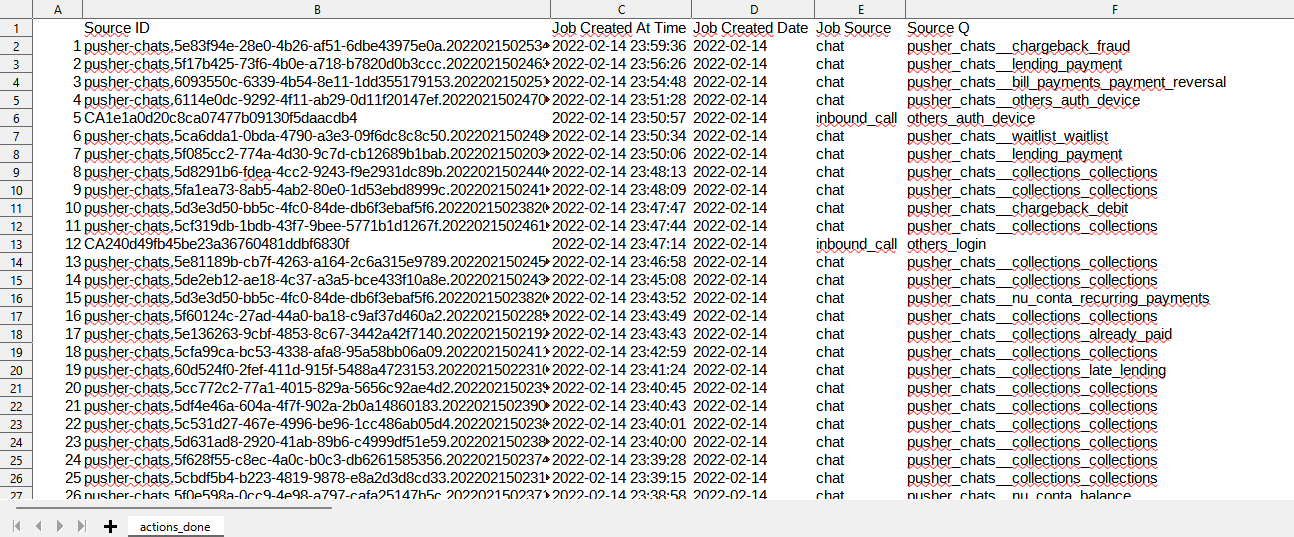 A B C D E F
1 Source ID Job Created At Time Job Created Date Job Source Source Q
2 1 pusher-chats,5e83f94e-28e0-4b26-af51-6dbe43975e0a.202202150253 2022-02-14 23:59:36 2022-02-14 chat pusher_chats__chargeback_fraud
3 2 pusher-chats,5f17b425-73f6-4b0e-a718-b7820d0b3ccc.202202150246 2022-02-14 23:56:26 2022-02-14 chat pusher_chats__lending_payment
4 3 pusher-chats,6093550c-6339-4b54-8e11-1dd355179153.20220215025 2022-02-14 23:54:48 2022-02-14 chat pusher_chats__bill_payments_payment_reversal
5 4 pusher-chats,6114e0dc-9292-4f11-ab29-0d11f20147ef.2022021502470 2022-02-14 23:51:28 2022-02-14 chat pusher_chats__others_auth_device
6 5 CA1e1a0d20c8ca07477b09130f5daacdb4 2022-02-14 23:50:57 2022-02-14 inbound_call others_auth_device
7 6 pusher-chats,5ca6dda1-0bda-4790-a3e3-09f6dc8c8c50.202202150248 2022-02-14 23:50:34 2022-02-14 chat pusher_chats__waitlist_waitlist
8 7 pusher-chats,5f085cc2-774a-4d30-9c7d-cb12689b1bab.202202150203 2022-02-14 23:50:06 2022-02-14 chat pusher_chats__lending_payment
9 8 pusher-chats,5d8291b6-fdea-4cc2-9243-f9e2931dc89b.202202150244 2022-02-14 23:48:13 2022-02-14 chat pusher_chats__collections_collections
10 9 pusher-chats,5fa1ea73-8ab5-4ab2-80e0-1d53ebd8999c.20220215024 2022-02-14 23:48:09 2022-02-14 chat pusher_chats__collections_collections
11 10 pusher-chats,5d3e3d50-bb5c-4fc0-84de-db6f3ebaf5f6.202202150238 2022-02-14 23:47:47 2022-02-14 chat pusher_chats__chargeback_debit
12 11 pusher-chats,5cf319db-1bdb-43f7-9bee-5771b1d1267f.202202150246 2022-02-14 23:47:44 2022-02-14 chat pusher_chats__collections_collections
13 12 CA240d49fb45be23a36760481ddbf6830f 2022-02-14 23:47:14 2022-02-14 inbound_call others_login
14 13 pusher-chats,5e81189b-cb7f-4263-a164-2c6a315e9789.202202150245 2022-02-14 23:46:58 2022-02-14 chat pusher_chats__collections_collections
15 14 pusher-chats,5de2eb12-ae18-4c37-a3a5-bce433f10a8e.202202150243 2022-02-14 23:45:08 2022-02-14 chat pusher_chats__collections_collections
16 15 pusher-chats,5d3e3d50-bb5c-4fc0-84de-db6f3ebaf5f6.202202150238 2022-02-14 23:43:52 2022-02-14 chat pusher_chats__nu_conta_recurring_payments
17 16 pusher-chats,5f60124c-27ad-44a0-ba18-c9af37d460a2.202202150228 2022-02-14 23:43:49 2022-02-14 chat pusher_chats__collections_collections
18 17 pusher-chats,5e136263-9cbf-4853-8c67-3442a42f7140.202202150219 2022-02-14 23:43:43 2022-02-14 chat pusher_chats__collections_already_paid
19 18 pusher-chats,5cfa99ca-bc53-4338-afa8-95a58bb06a09.20220215024 2022-02-14 23:42:59 2022-02-14 chat pusher_chats__collections_collections
20 19 pusher-chats,60d524f0-2fef-411d-915f-5488a4723153.202202150223 2022-02-14 23:41:24 2022-02-14 chat pusher_chats__collections_late_lending
21 20 pusher-chats,5cc772c2-77a1-4015-829a-5656c92ae4d2.20220215023 2022-02-14 23:40:45 2022-02-14 chat pusher_chats__collections_collections
22 21 pusher-chats,5df4e46a-604a-4f7f-902a-2b0a14860183.2022021502390 2022-02-14 23:40:43 2022-02-14 chat pusher_chats__collections_collections
23 22 pusher-chats,5c531d27-467e-4996-be96-1cc486ab05d4.20220215023 2022-02-14 23:40:01 2022-02-14 chat pusher_chats__collections_collections
24 23 pusher-chats,5d631ad8-2920-41ab-89b6-c4999df51e59.20220215023 2022-02-14 23:40:00 2022-02-14 chat pusher_chats__collections_collections
25 24 pusher-chats,5f628f55-c8ec-4a0c-b0c3-db6261585356.202202150237 2022-02-14 23:39:28 2022-02-14 chat pusher_chats__collections_collections
26 25 pusher-chats,5cbdf5b4-b223-4819-9878-e8a2d3d8cd33.20220215023 2022-02-14 23:39:15 2022-02-14 chat pusher_chats__collections_collections
27 26 pusher-chats,5f0e598a-0cc9-4e98-a797-cafa25147b5c.202202150237 2022-02-14 23:38:58 2022-02-14 chat pusher_chats__nu_conta_balance
actions_done